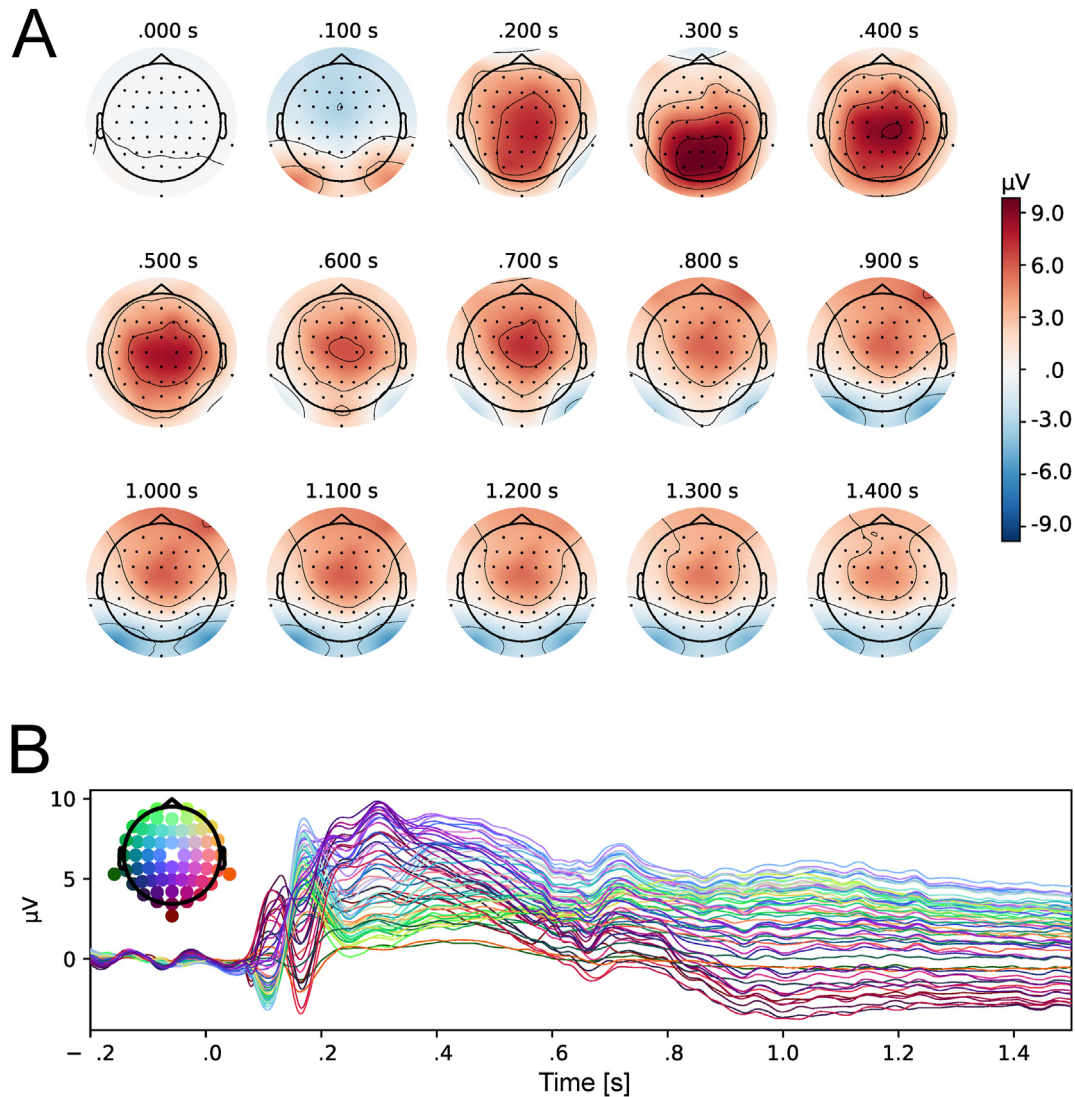 A
.000 s .100 s .200 s .300 s .400 s
.500 s .600 s .700 s .800 s .900 s
1.000 s 1.100 s 1.200 s 1.300 s 1.400 s
µV
9.0
6.0
3.0
.0
-3.0
-6.0
-9.0
B
10
5
0
µV
− .2 .0 .2 .4 .6 .8 1.0 1.2 1.4
Time [s]